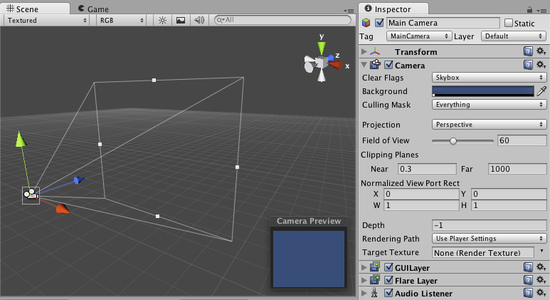 Scene
Game
Textured
RGB
All
y
z
x
Camera Preview
Inspector
Main Camera
Static
Tag MainCamera Layer Default
Transform
Camera
Clear Flags Skybox
Background
Culling Mask Everything
Projection Perspective
Field of View 60
Clipping Planes
Near 0.3 Far 1000
Normalized View Port Rect
X 0 Y 0
W 1 H 1
Depth -1
Rendering Path Use Player Settings
Target Texture None (Render Texture)
GUILayer
Flare Layer
Audio Listener